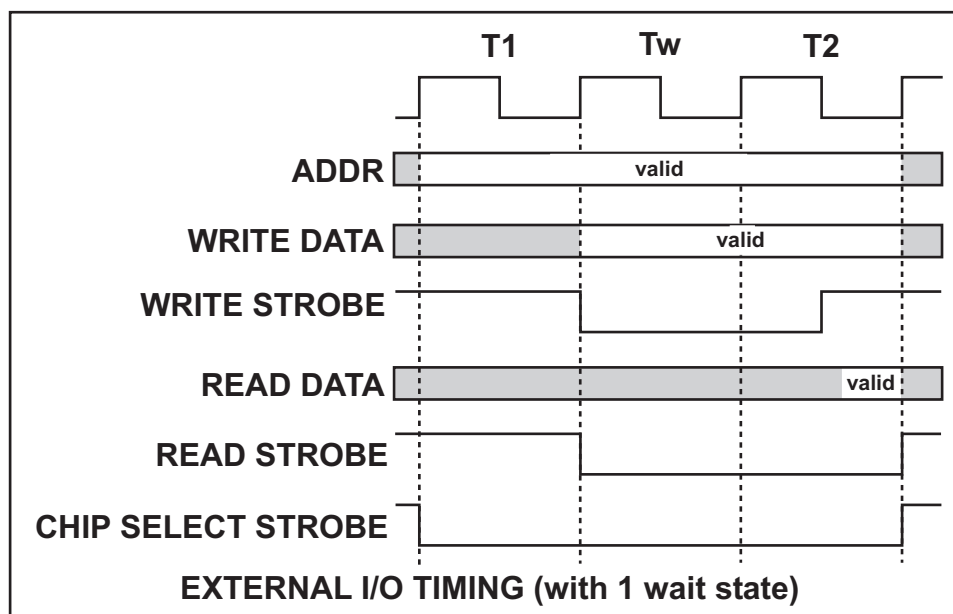 T1 Tw T2
ADDR valid
WRITE DATA valid
WRITE STROBE
READ DATA valid
READ STROBE
CHIP SELECT STROBE
EXTERNAL I/O TIMING (with 1 wait state)